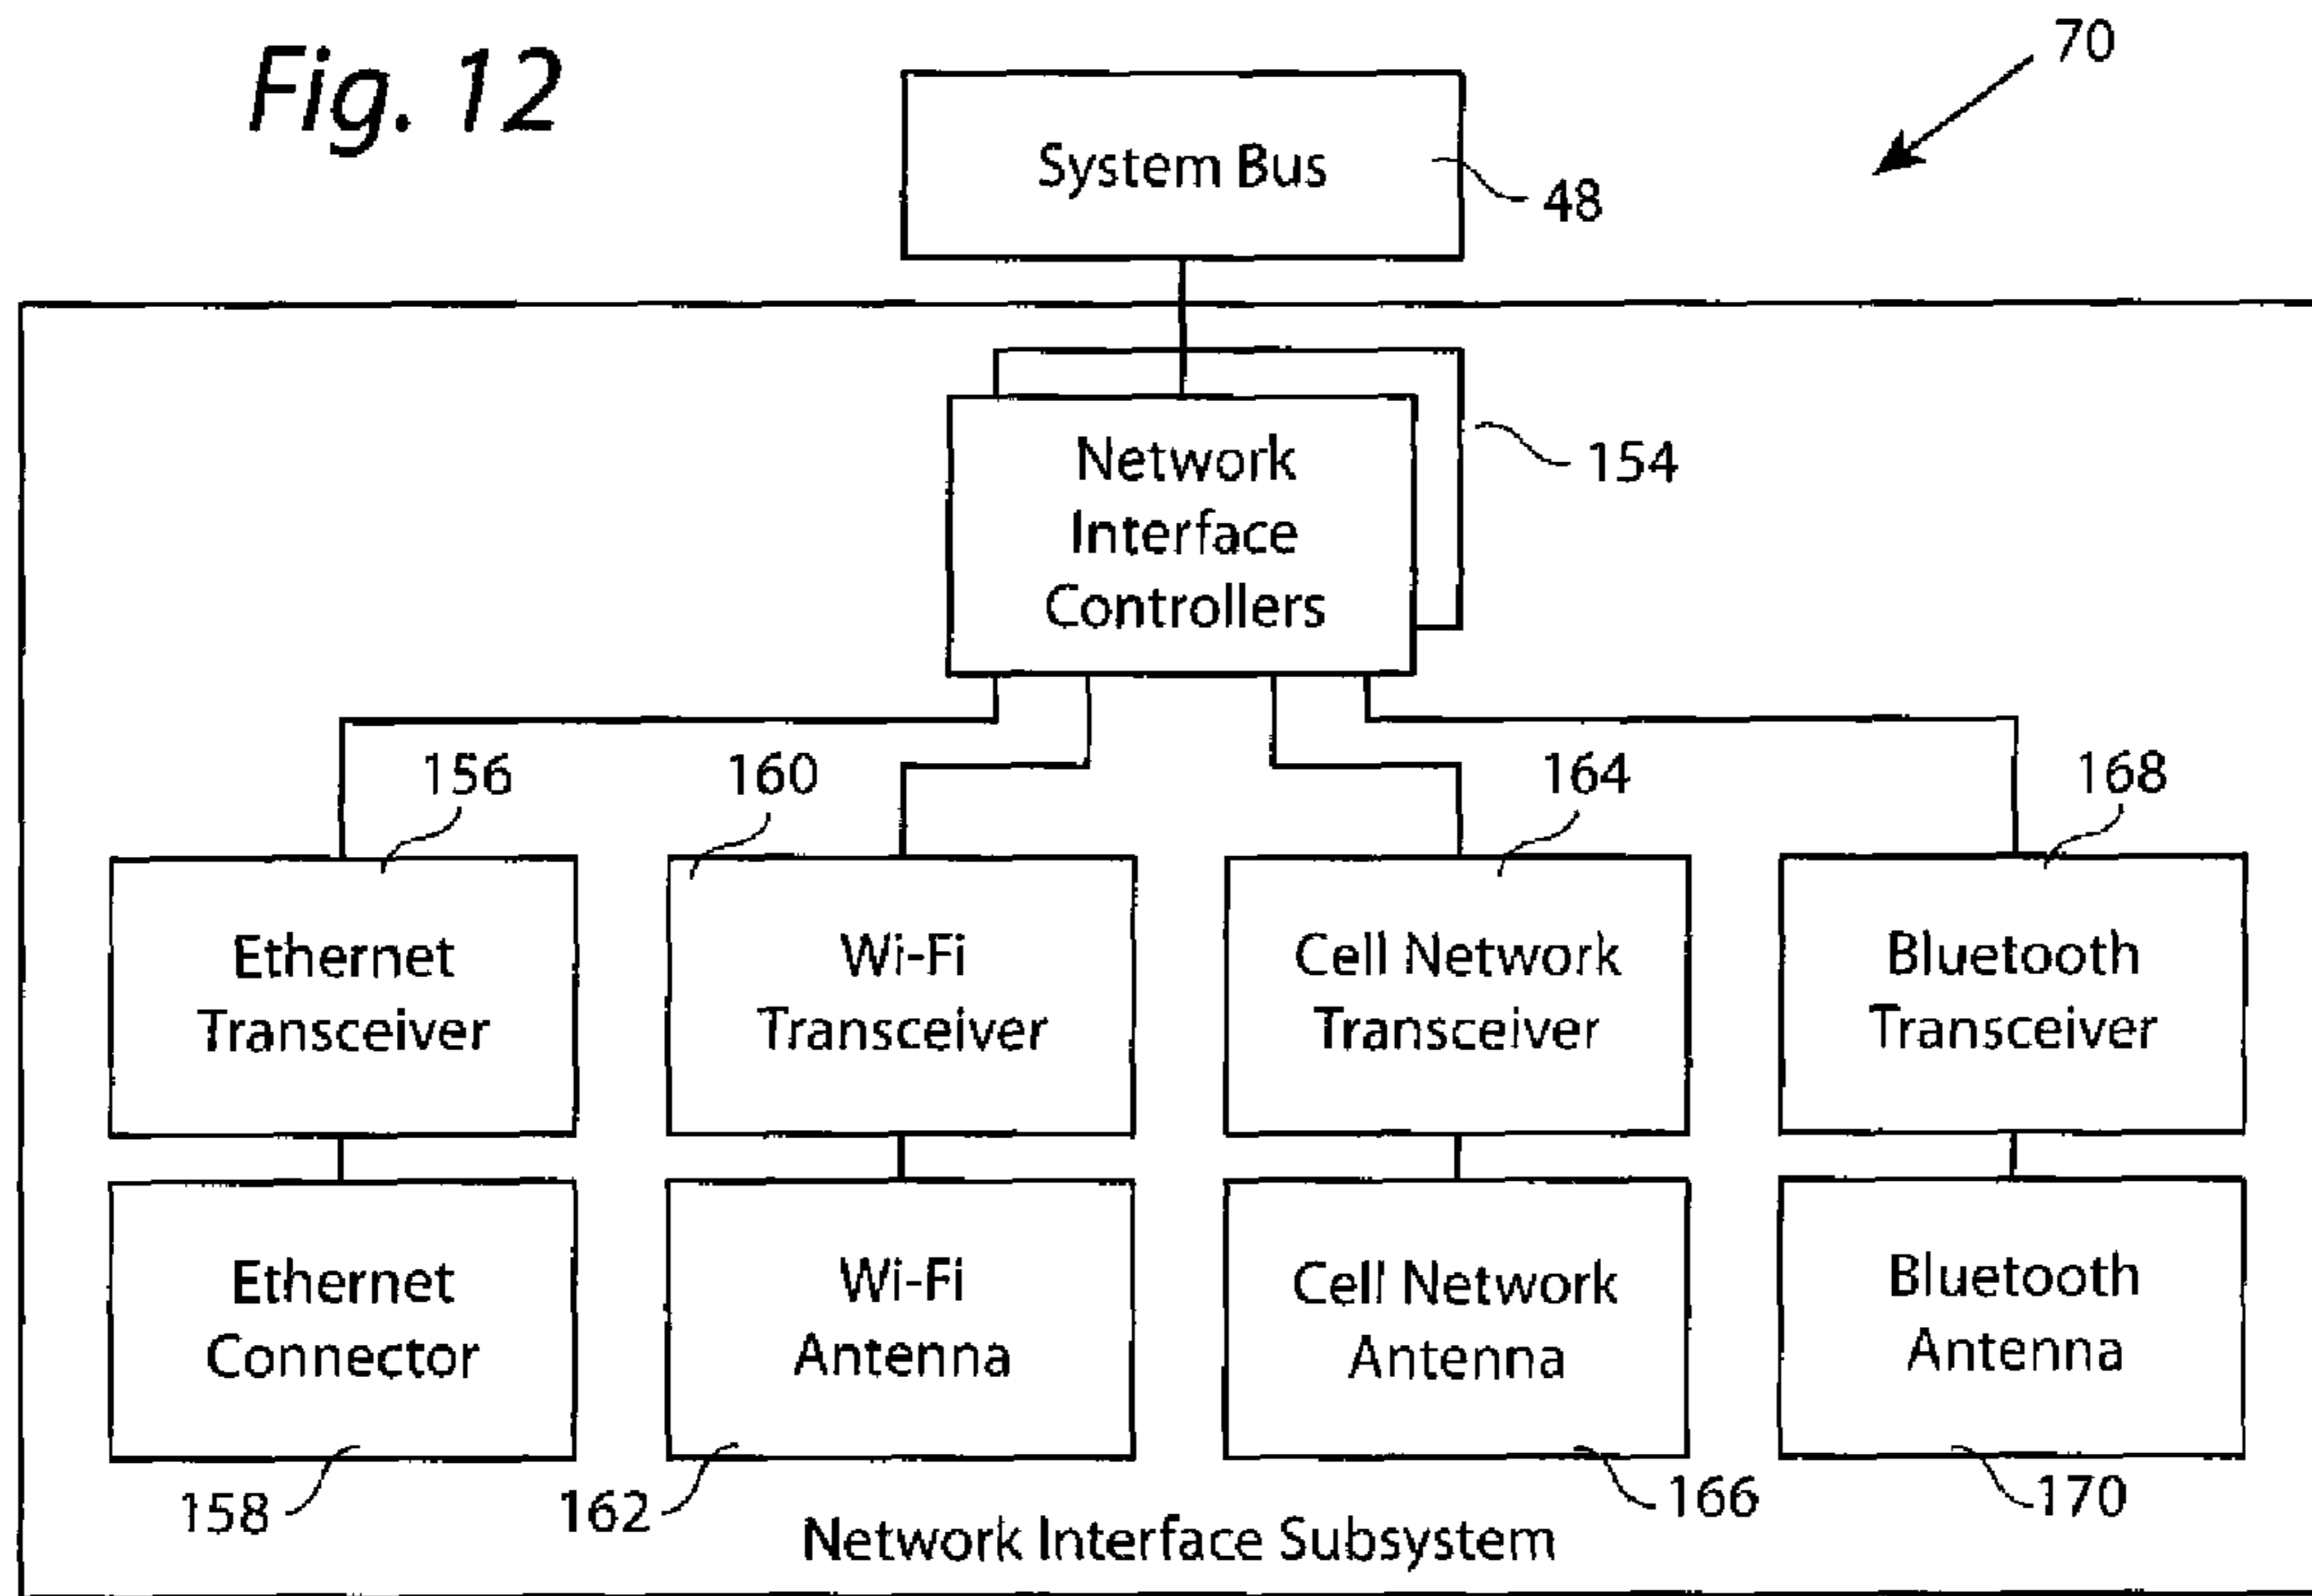 Fig. 12
70
System Bus
48
Network
Interface
Controllers
154
156
160
164
168
Ethernet
Transceiver
Wi-Fi
Transceiver
Cell Network
Transceiver
Bluetooth
Transceiver
Ethernet
Connector
Wi-Fi
Antenna
Cell Network
Antenna
Bluetooth
Antenna
158
162
166
170
Network Interface Subsystem